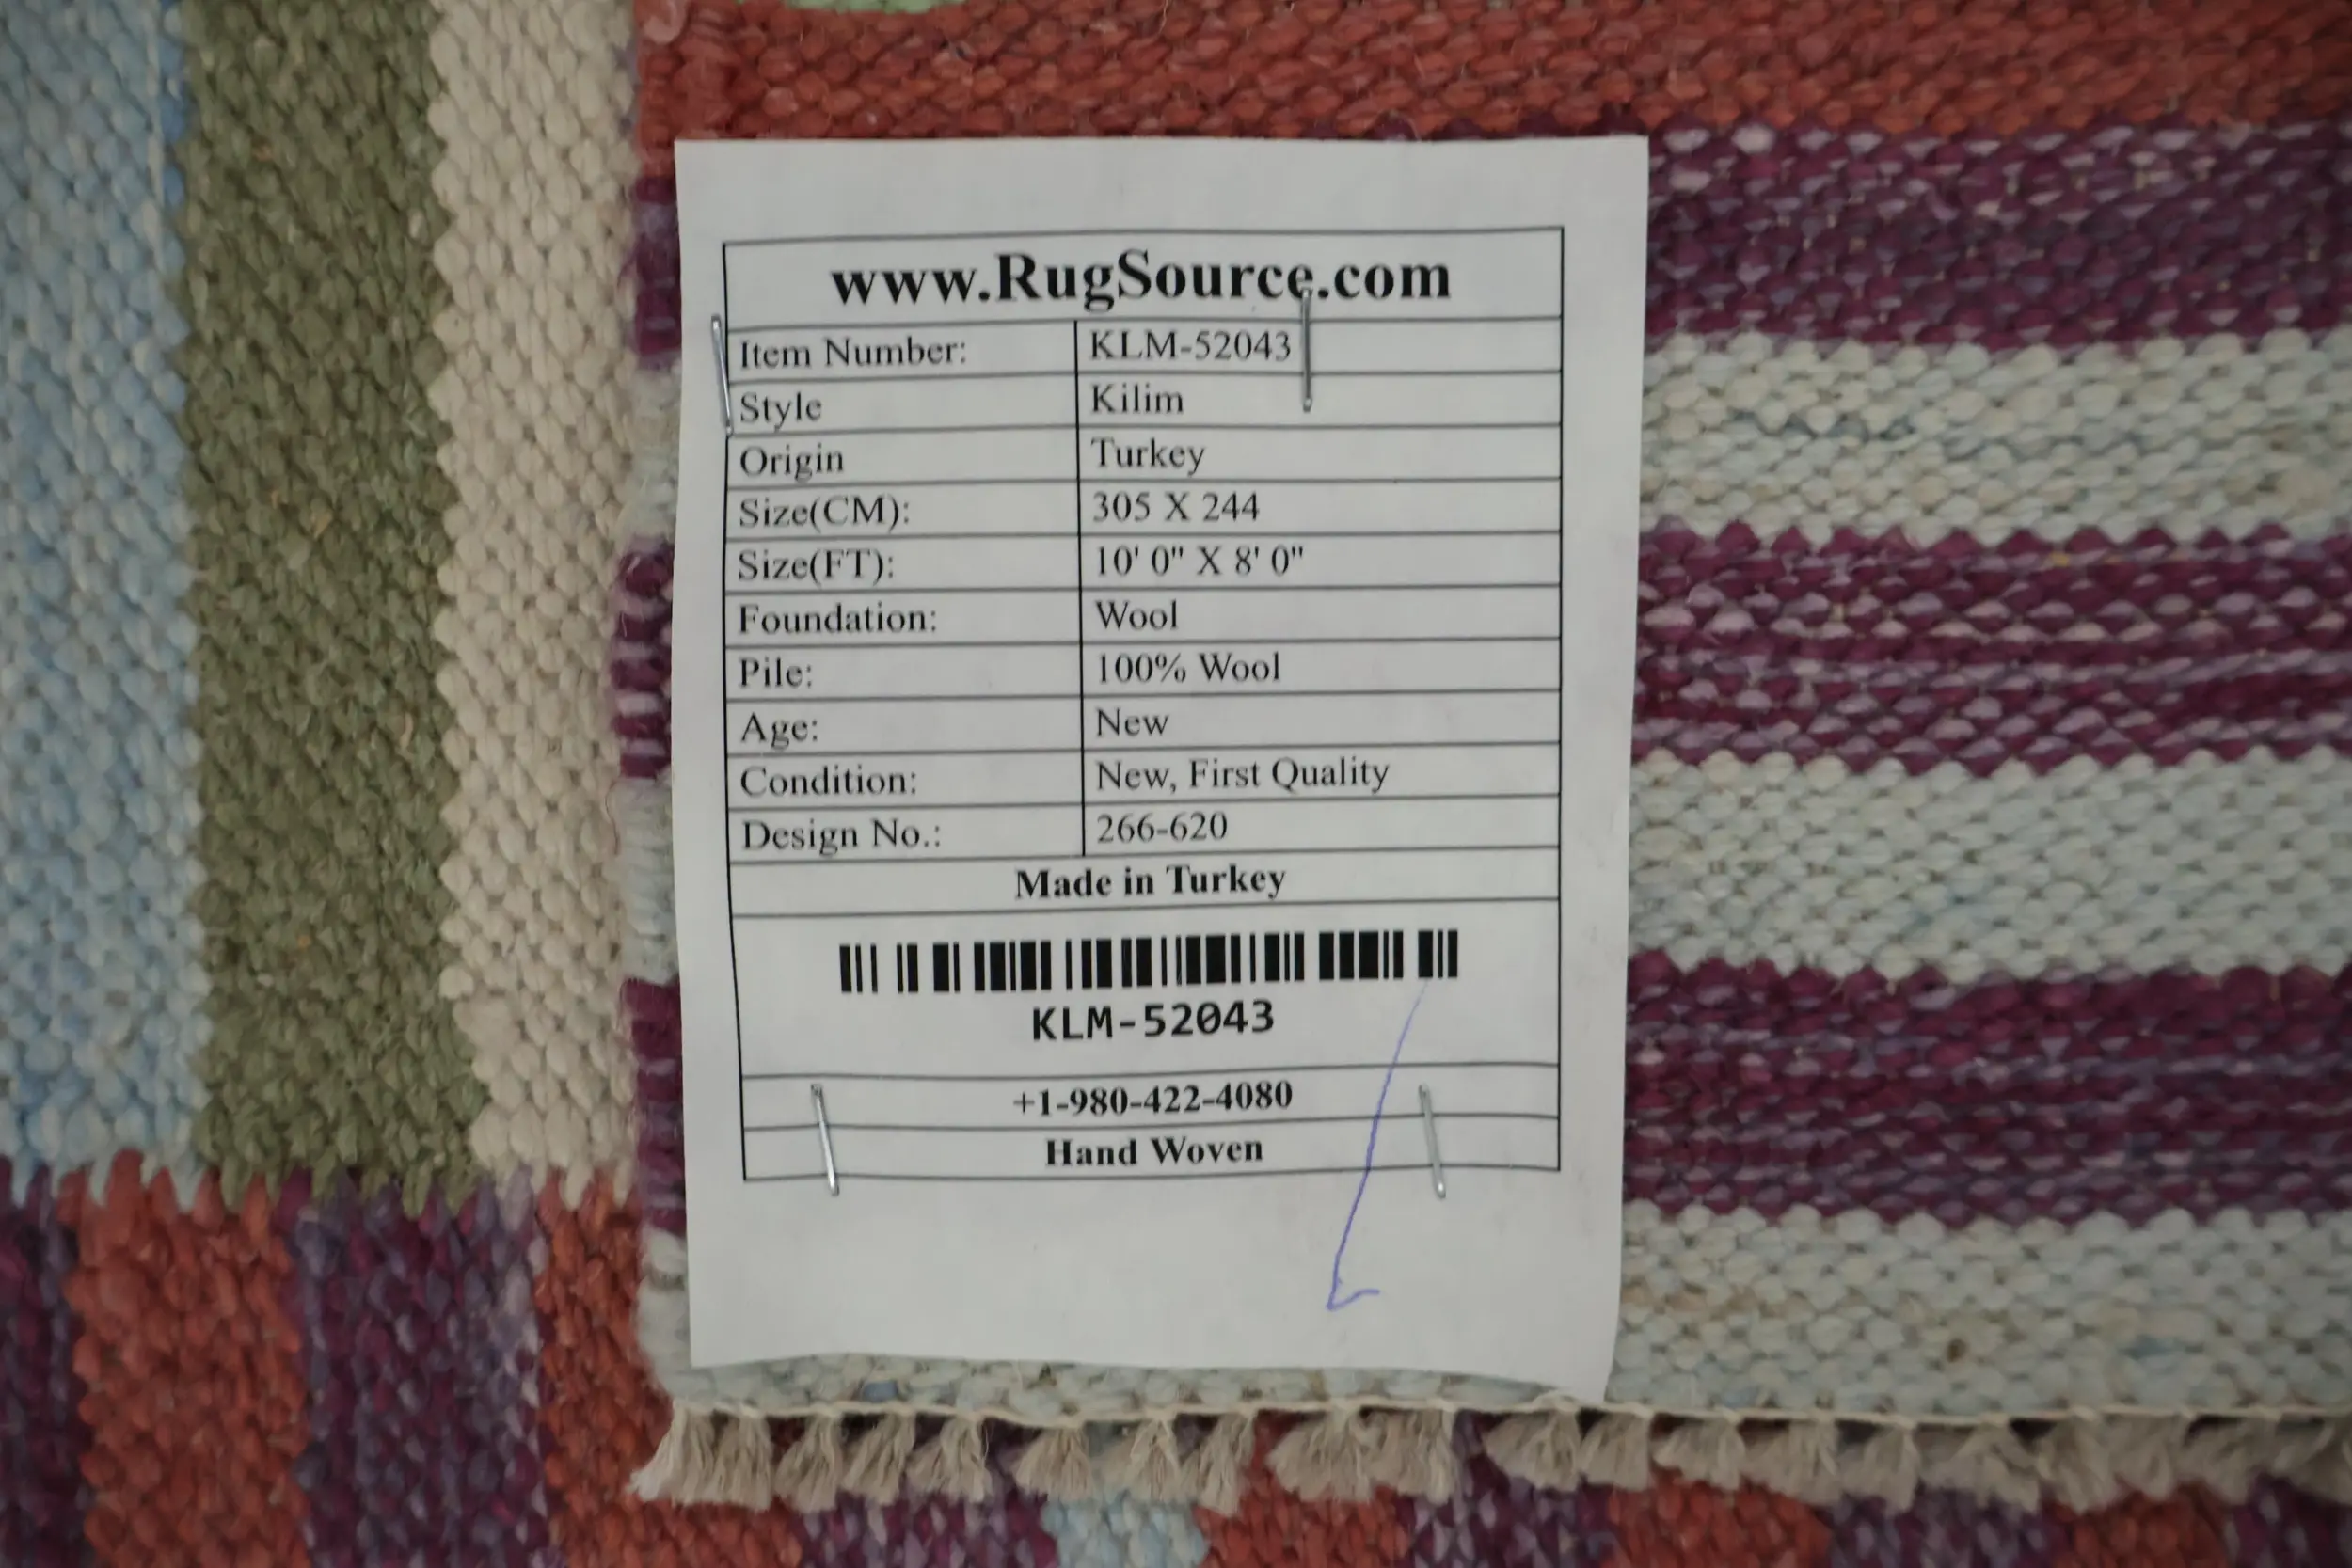 www.RugSource.com
Item Number: KLM-52043
Style Kilim
Origin Turkey
Size(CM): 305 X 244
Size(FT): 10' 0" X 8' 0"
Foundation: Wool
Pile: 100% Wool
Age: New
Condition: New, First Quality
Design No.: 266-620
Made in Turkey
KLM-52043
+1-980-422-4080
Hand Woven